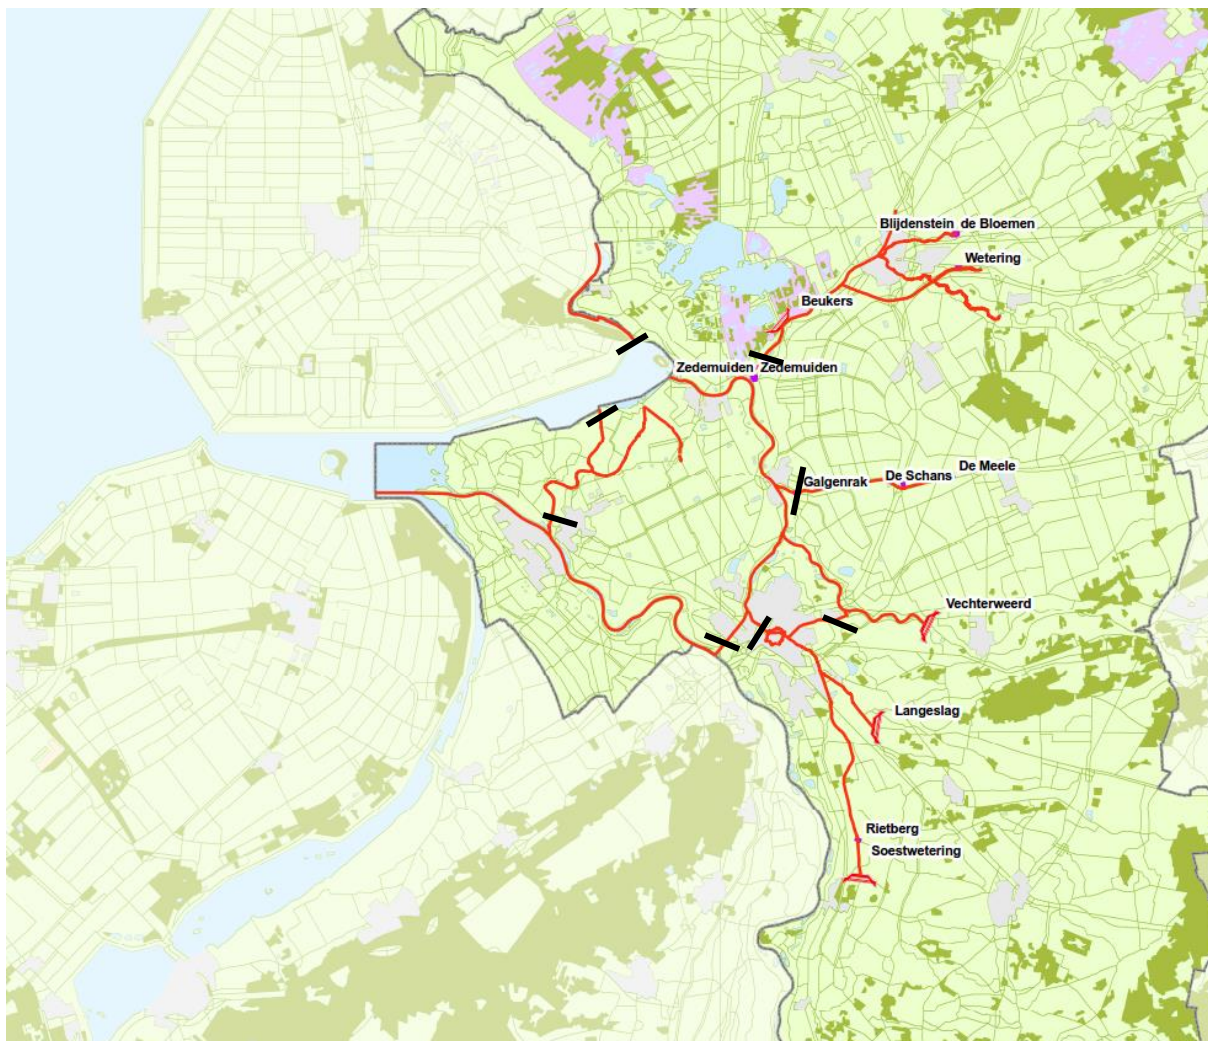 Blijdenstein de Bloemen
Wetering
Beukers
Zedemuiden Zedemuiden
De Meele
De Schans
Galgenrak
Vechterweerd
Langeslag
Rietberg
Soestwetering